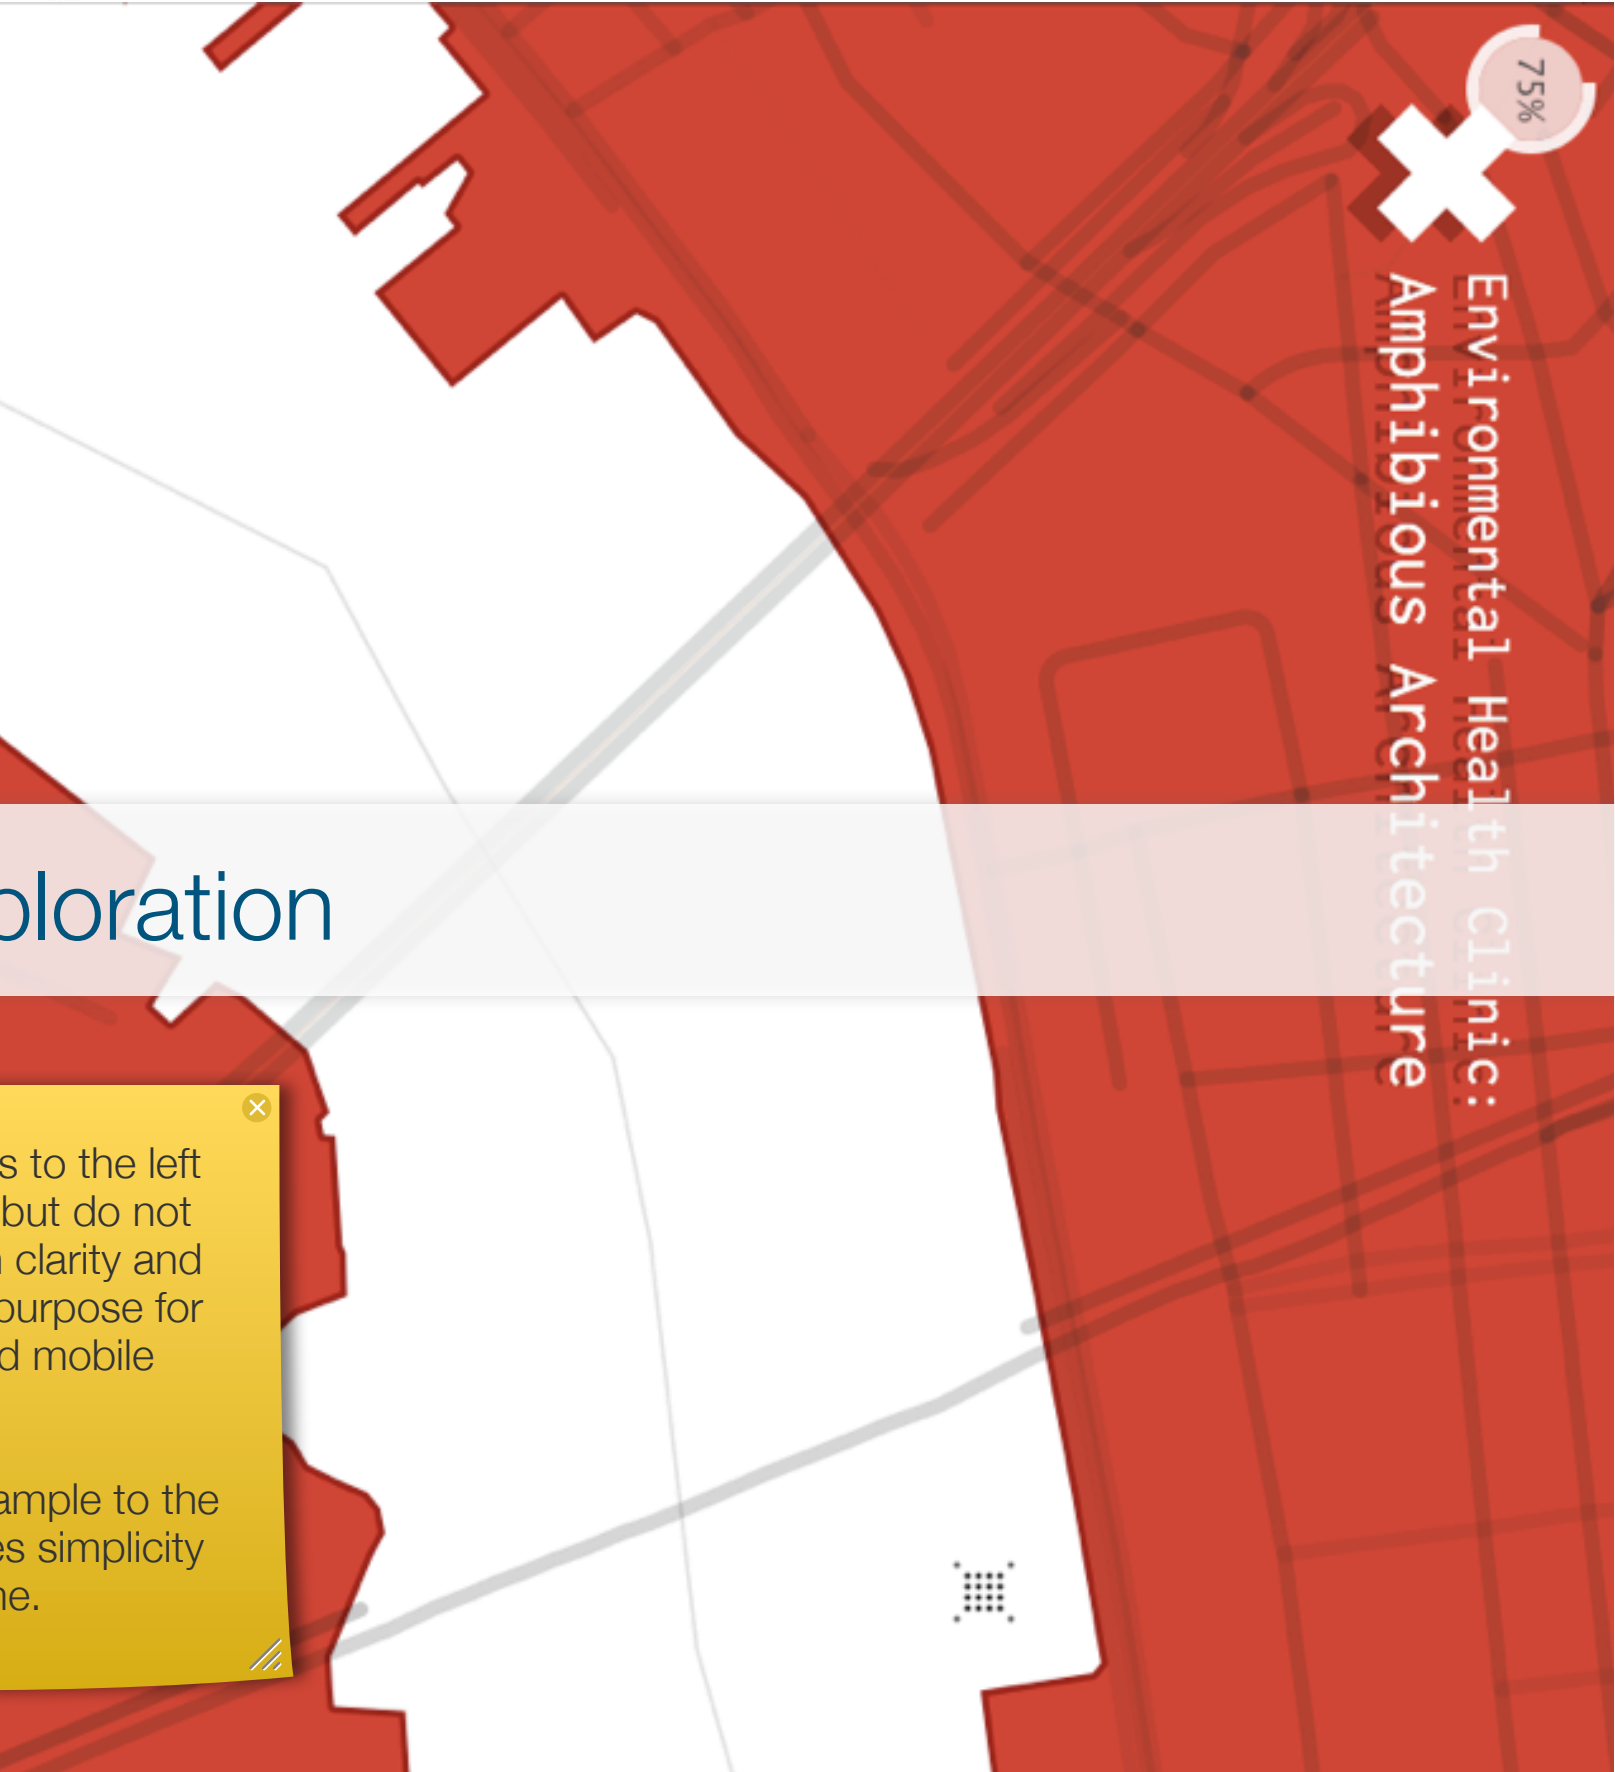 75%
Environmental Health Clinic:
Amphibious Architecture
ploration
s to the left
but do not
clarity and
purpose for
d mobile
ample to the
es simplicity
ne.